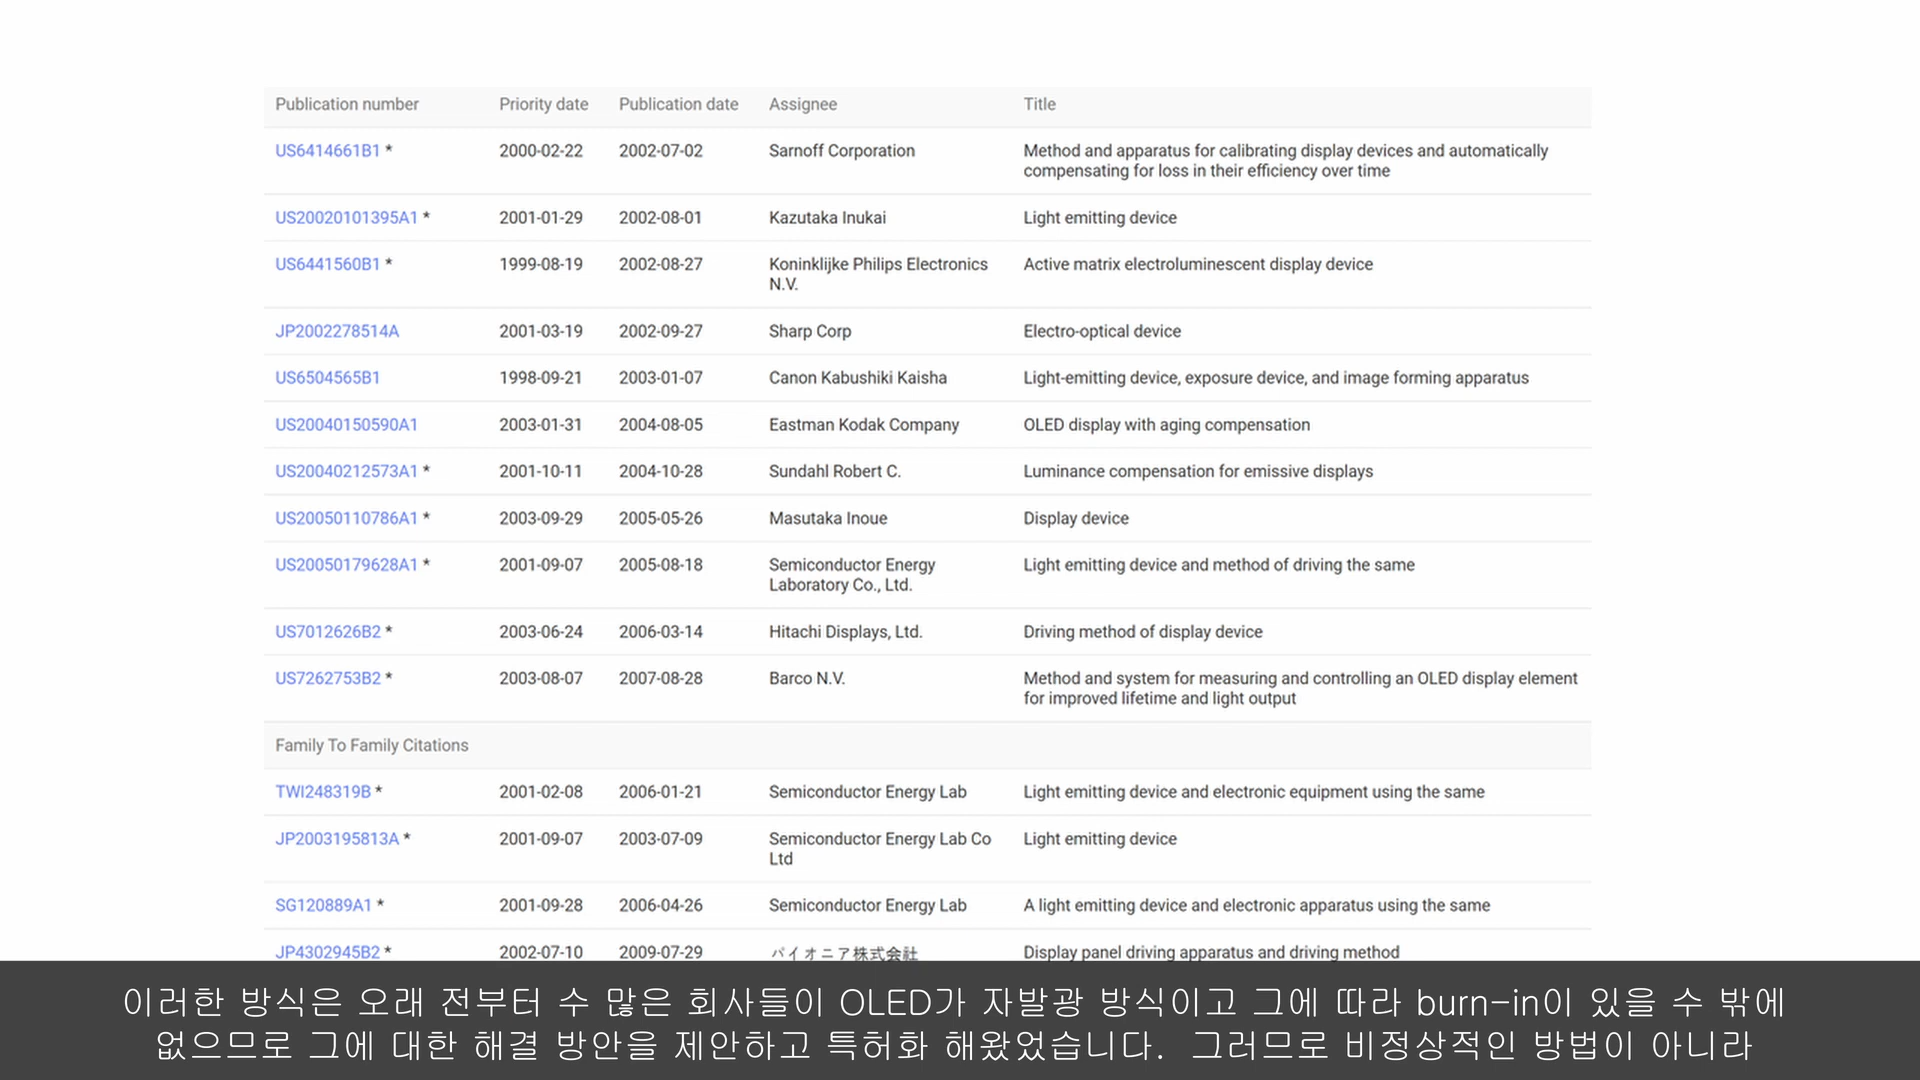 Publication number Priority date Publication date Assignee Title
US6414661B1 * 2000-02-22 2002-07-02 Sarnoff Corporation Method and apparatus for calibrating display devices and automatically
compensating for loss in their efficiency over time
US20020101395A1 * 2001-01-29 2002-08-01 Kazutaka Inukai Light emitting device
US6441560B1 * 1999-08-19 2002-08-27 Koninklijke Philips Electronics Active matrix electroluminescent display device
N.V.
JP2002278514A 2001-03-19 2002-09-27 Sharp Corp Electro-optical device
US6504565B1 1998-09-21 2003-01-07 Canon Kabushiki Kaisha Light-emitting device, exposure device, and image forming apparatus
US20040150590A1 2003-01-31 2004-08-05 Eastman Kodak Company OLED display with aging compensation
US20040212573A1 * 2001-10-11 2004-10-28 Sundahl Robert C. Luminance compensation for emissive displays
US20050110786A1 * 2003-09-29 2005-05-26 Masutaka Inoue Display device
US20050179628A1 * 2001-09-07 2005-08-18 Semiconductor Energy Light emitting device and method of driving the same
Laboratory Co., Ltd.
US7012626B2 * 2003-06-24 2006-03-14 Hitachi Displays, Ltd. Driving method of display device
US7262753B2 * 2003-08-07 2007-08-28 Barco N.V. Method and system for measuring and controlling an OLED display element
for improved lifetime and light output
Family To Family Citations
TWI248319B * 2001-02-08 2006-01-21 Semiconductor Energy Lab Light emitting device and electronic equipment using the same
JP2003195813A * 2001-09-07 2003-07-09 Semiconductor Energy Lab Co Light emitting device
Ltd
SG120889A1 * 2001-09-28 2006-04-26 Semiconductor Energy Lab A light emitting device and electronic apparatus using the same
JP4302945B2 * 2002-07-10 2009-07-29 パイオニア株式会社 Display panel driving apparatus and driving method
이러한 방식은 오래 전부터 수 많은 회사들이 OLED가 자발광 방식이고 그에 따라 burn-in이 있을 수 밖에
없으므로 그에 대한 해결 방안을 제안하고 특허화 해왔었습니다. 그러므로 비정상적인 방법이 아니라